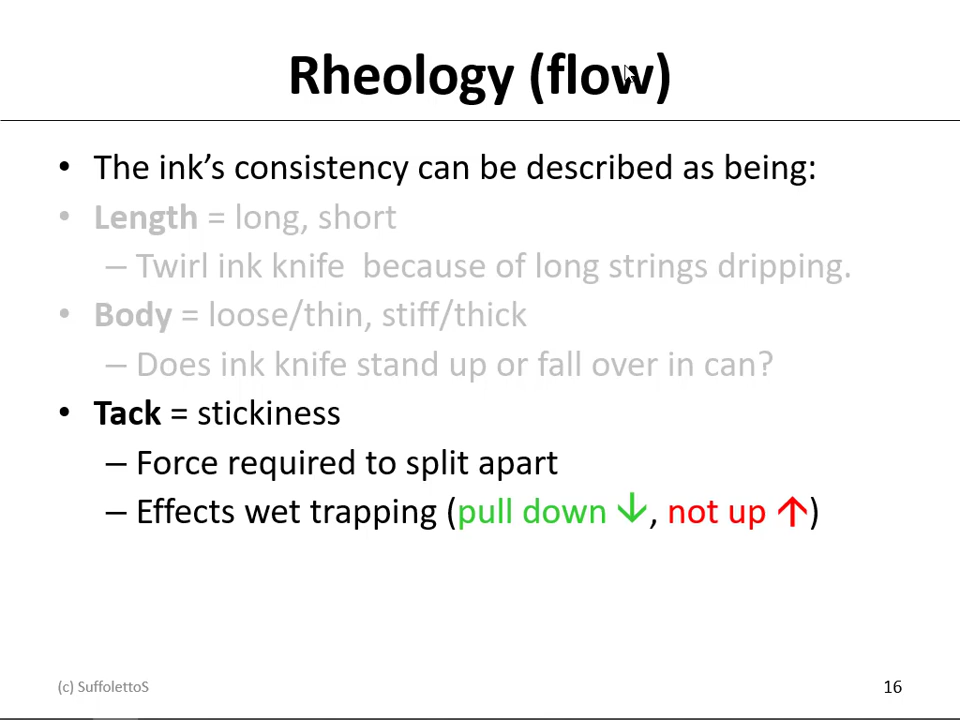 Rheology (flow)
• The ink’s consistency can be described as being:
• Length = long, short
– Twirl ink knife  because of long strings dripping.
• Body = loose/thin, stiff/thick
– Does ink knife stand up or fall over in can?
• Tack = stickiness
– Force required to split apart
– Effects wet trapping (pull down ↓, not up ↑)
(c) SuffolettoS
16